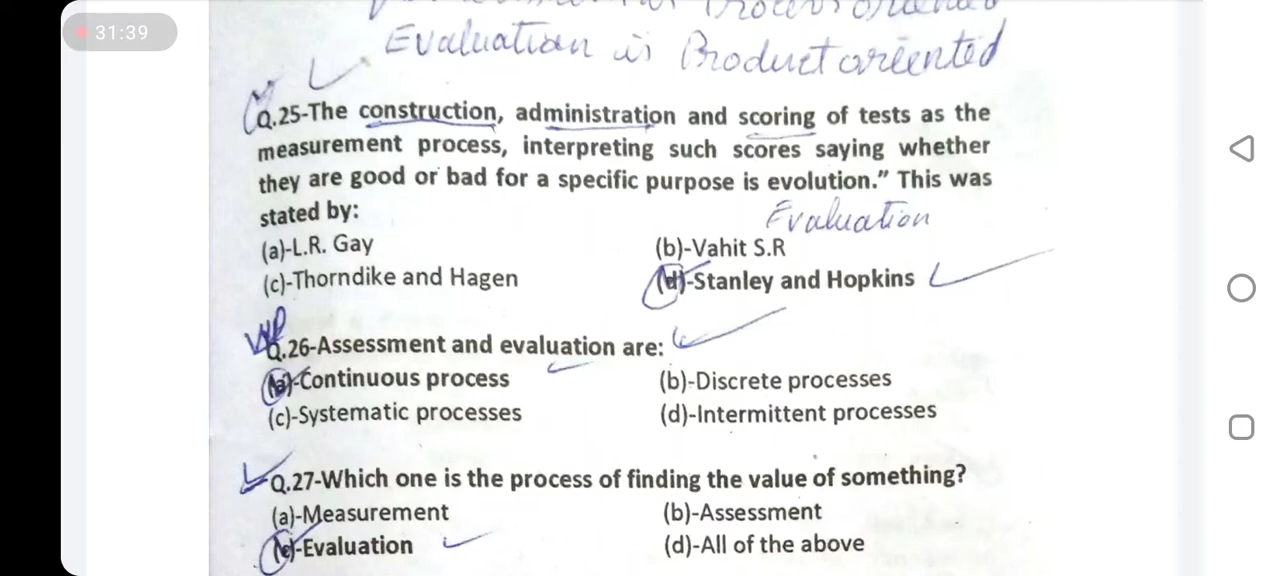 31:39
Evaluation is Product oriented
Q.25-The construction, administration and scoring of tests as the
measurement process, interpreting such scores saying whether
they are good or bad for a specific purpose is evolution.” This was
stated by:
Evaluation
(a)-L.R. Gay (b)-Vahit S.R
(c)-Thorndike and Hagen (d)-Stanley and Hopkins
Q.26-Assessment and evaluation are:
(a)-Continuous process (b)-Discrete processes
(c)-Systematic processes (d)-Intermittent processes
Q.27-Which one is the process of finding the value of something?
(a)-Measurement (b)-Assessment
(c)-Evaluation (d)-All of the above